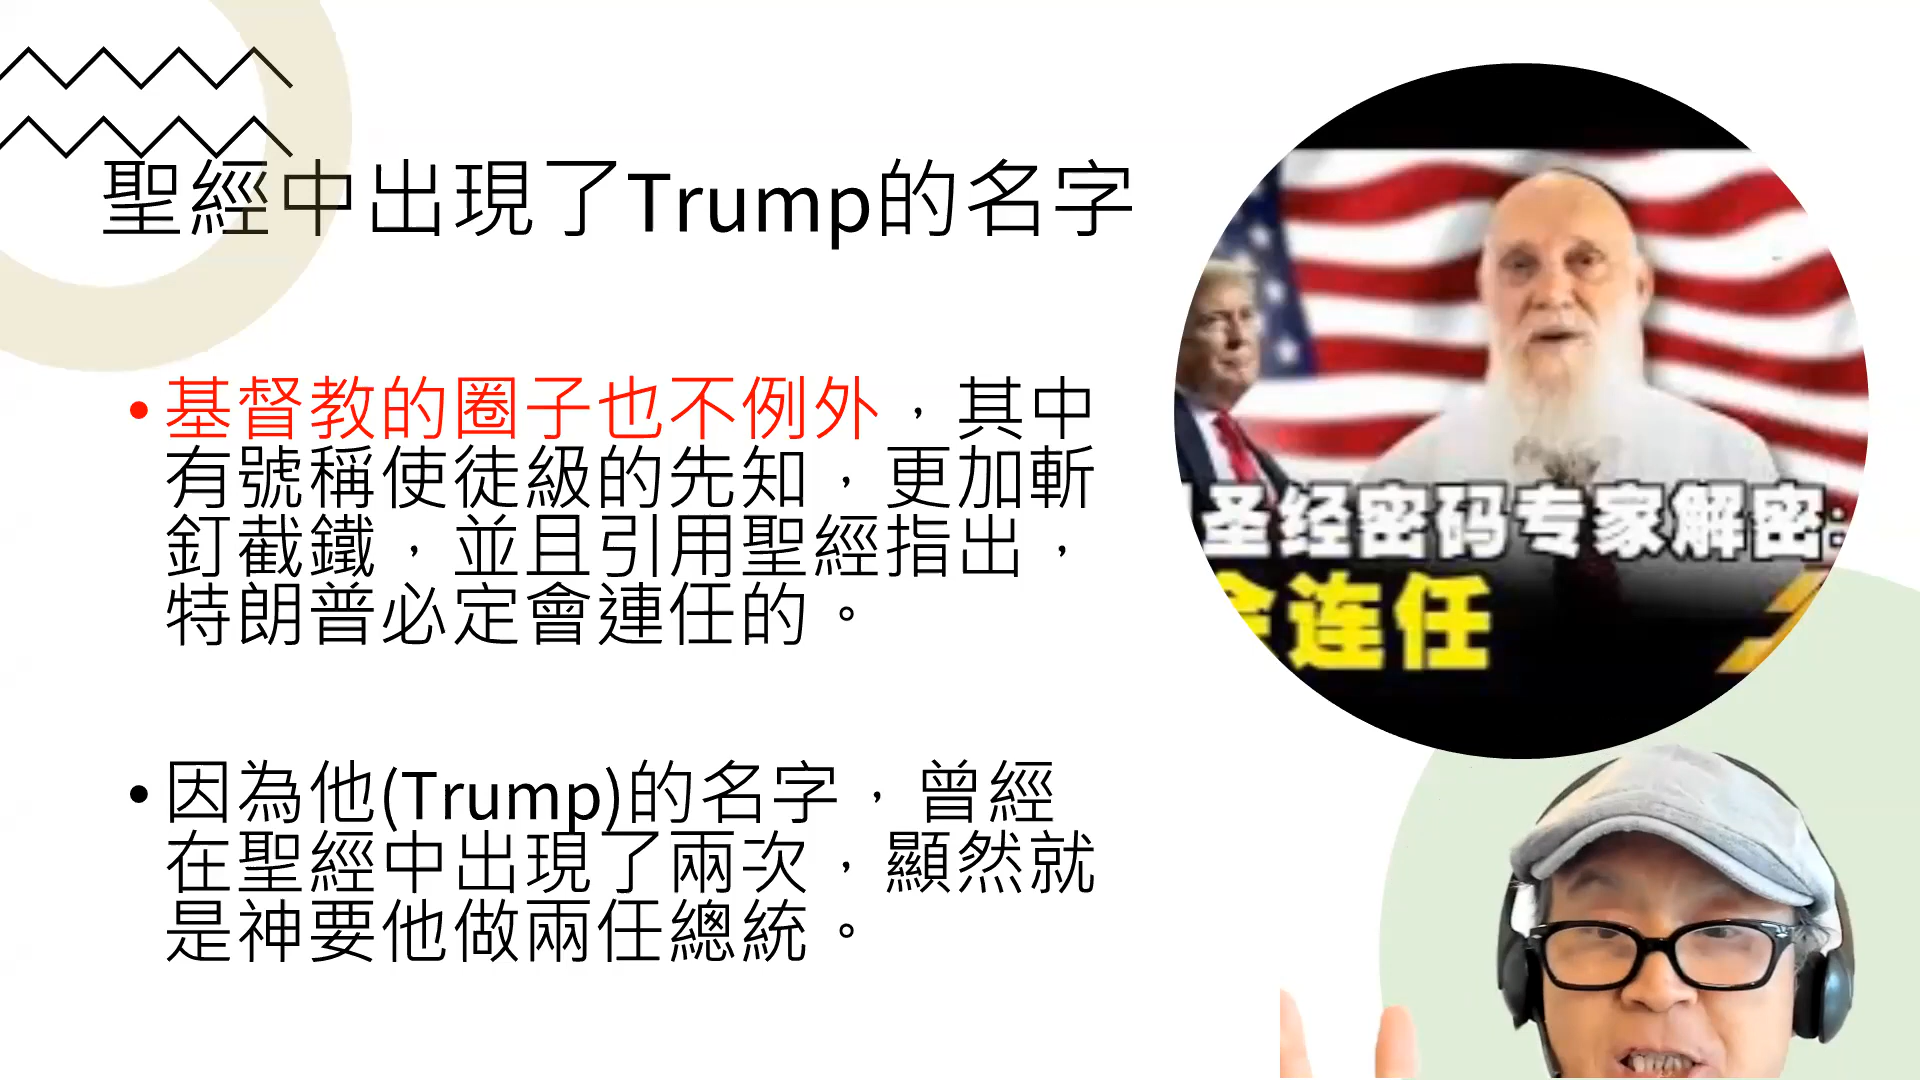 聖經中出現了Trump的名字
基督教的圈子也不例外，其中
有號稱使徒級的先知，更加斬
釘截鐵，並且引用聖經指出，
特朗普必定會連任的。
因為他(Trump)的名字，曾經
在聖經中出現了兩次，顯然就
是神要他做兩任總統。
圣经密码专家解密:
会连任